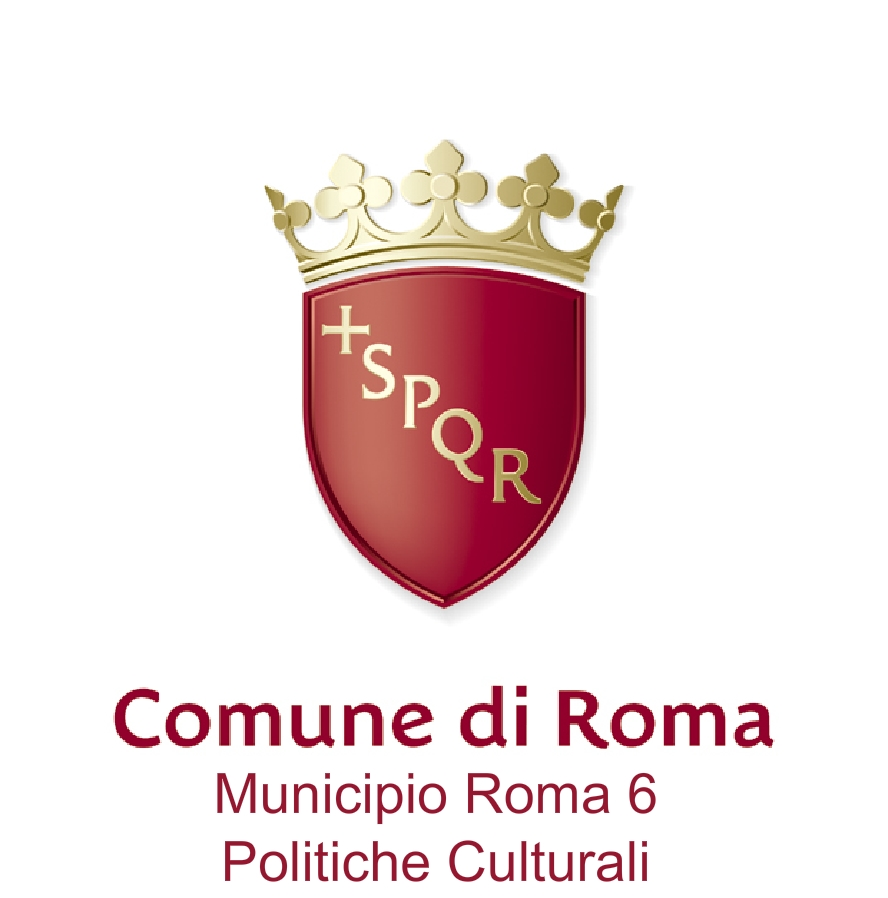 SPQR
Comune di Roma
Municipio Roma 6
Politiche Culturali